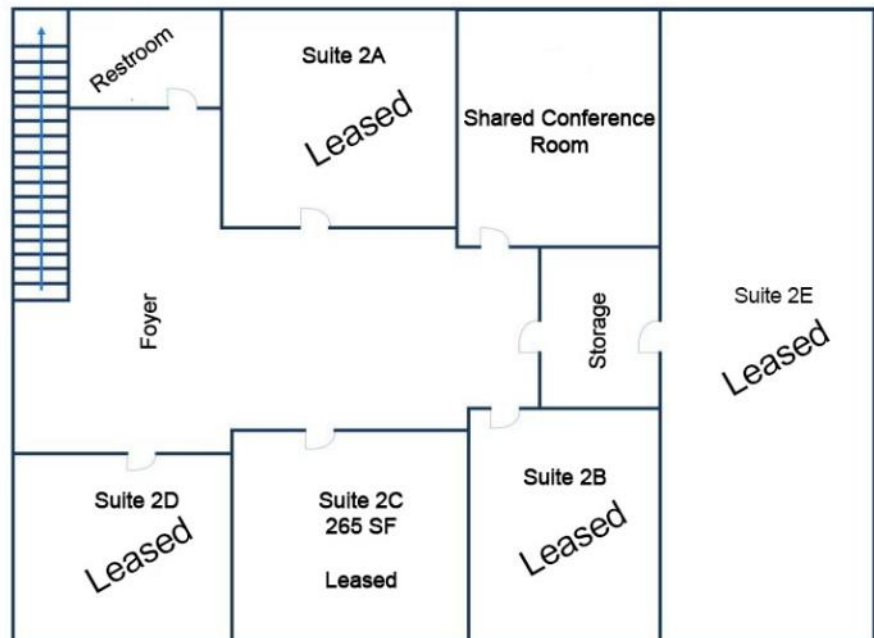 Restroom
Suite 2A
Leased
Shared Conference
Room
Foyer
Storage
Suite 2E
Leased
Suite 2D
Leased
Suite 2C
265 SF
Leased
Suite 2B
Leased